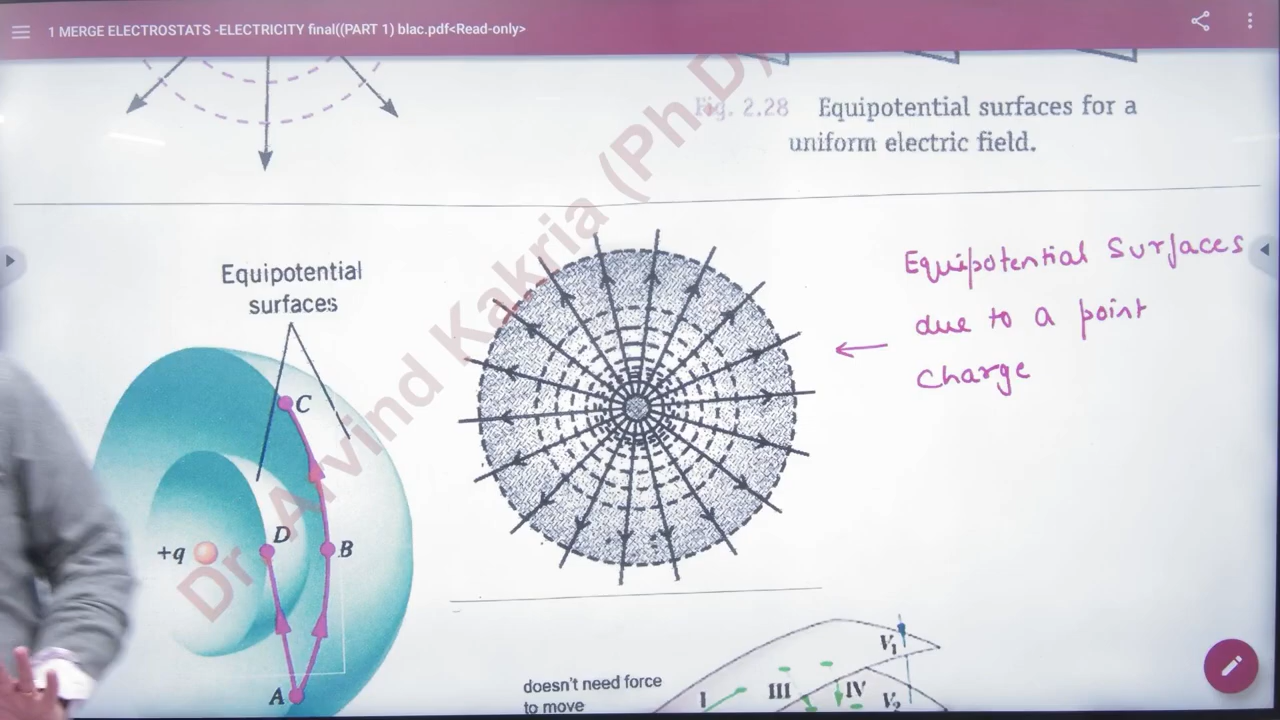 1 MERGE ELECTROSTATS -ELECTRICITY final((PART 1) blac.pdf<Read-only>
Fig. 2.28 Equipotential surfaces for a
uniform electric field.
Equipotential
surfaces
C
D
+q
B
A
Equipotential Surfaces
due to a point
charge
Dr Arvind Kakria (Ph.D)
doesn't need force
to move
I
III
IV
V1
V2